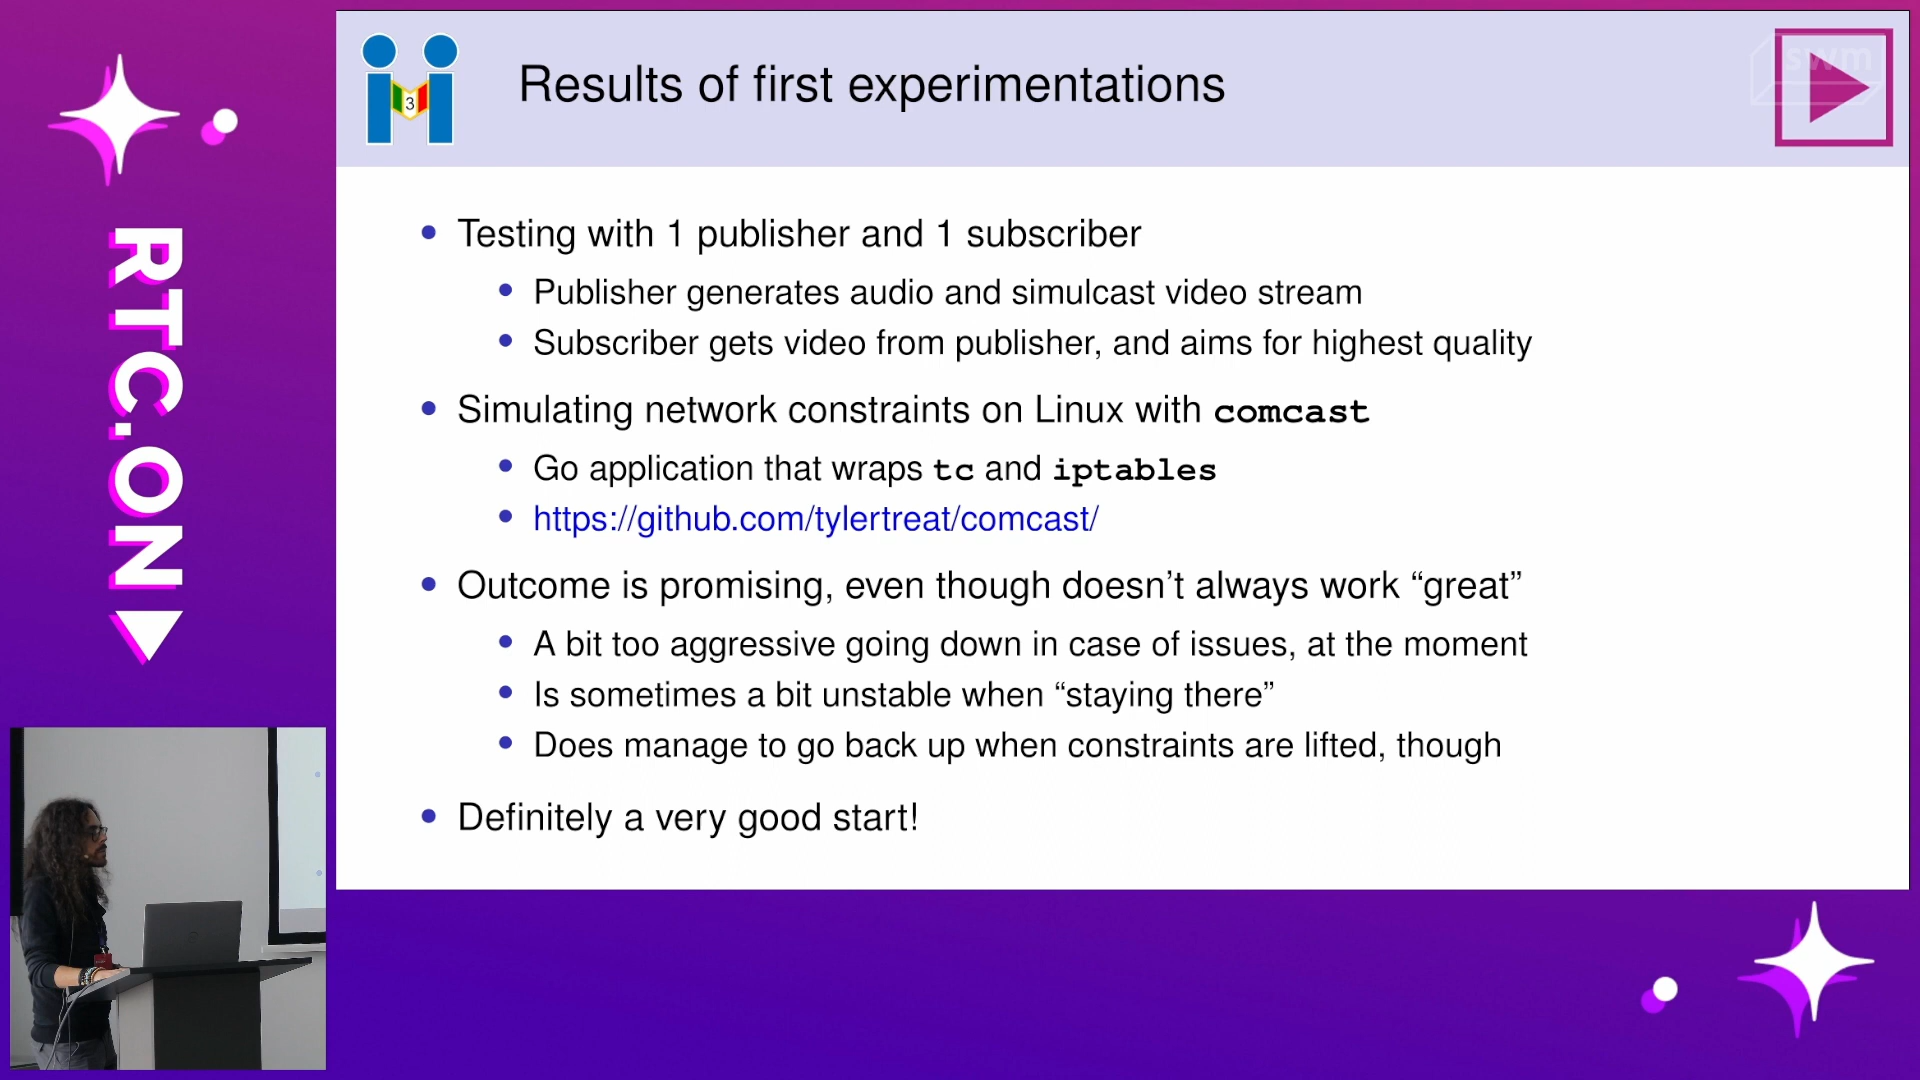 RTC.ON
3
Results of first experimentations
swm
• Testing with 1 publisher and 1 subscriber
• Publisher generates audio and simulcast video stream
• Subscriber gets video from publisher, and aims for highest quality
• Simulating network constraints on Linux with comcast
• Go application that wraps tc and iptables
• https://github.com/tylertreat/comcast/
• Outcome is promising, even though doesn’t always work “great”
• A bit too aggressive going down in case of issues, at the moment
• Is sometimes a bit unstable when “staying there”
• Does manage to go back up when constraints are lifted, though
• Definitely a very good start!